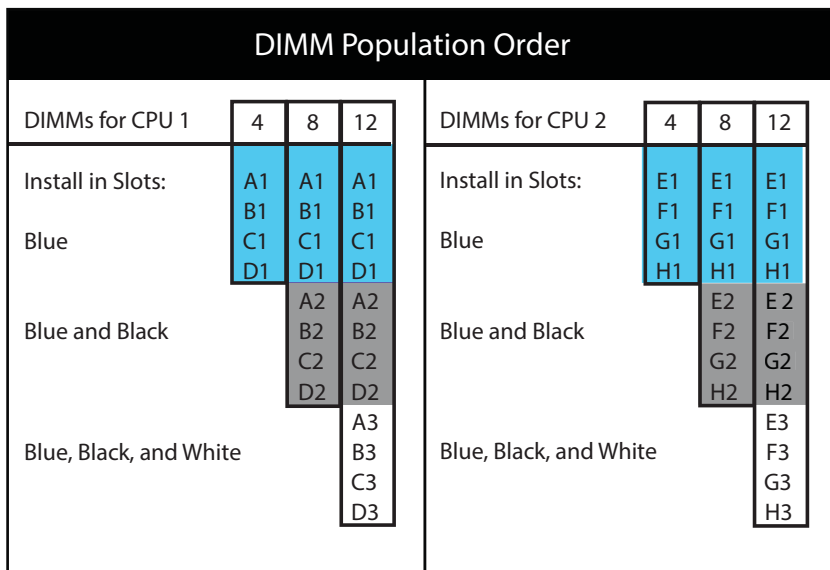 DIMM Population Order
DIMMs for CPU 1 4 8 12
Install in Slots: A1 A1 A1
B1 B1 B1
Blue C1 C1 C1
D1 D1 D1
A2 A2
Blue and Black B2 B2
C2 C2
D2 D2
A3
Blue, Black, and White B3
C3
D3
DIMMs for CPU 2 4 8 12
Install in Slots: E1 E1 E1
F1 F1 F1
Blue G1 G1 G1
H1 H1 H1
E2 E2
Blue and Black F2 F2
G2 G2
H2 H2
E3
Blue, Black, and White F3
G3
H3